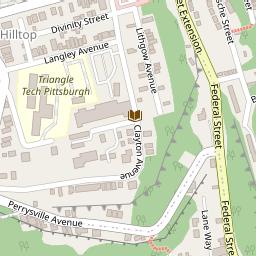 Divinity Street
Hilltop
Langley Avenue
Lithgow Avenue
Triangle
Tech Pittsburgh
Clayton Avenue
Federal Street
Perrysville Avenue
Lane Way
Federal